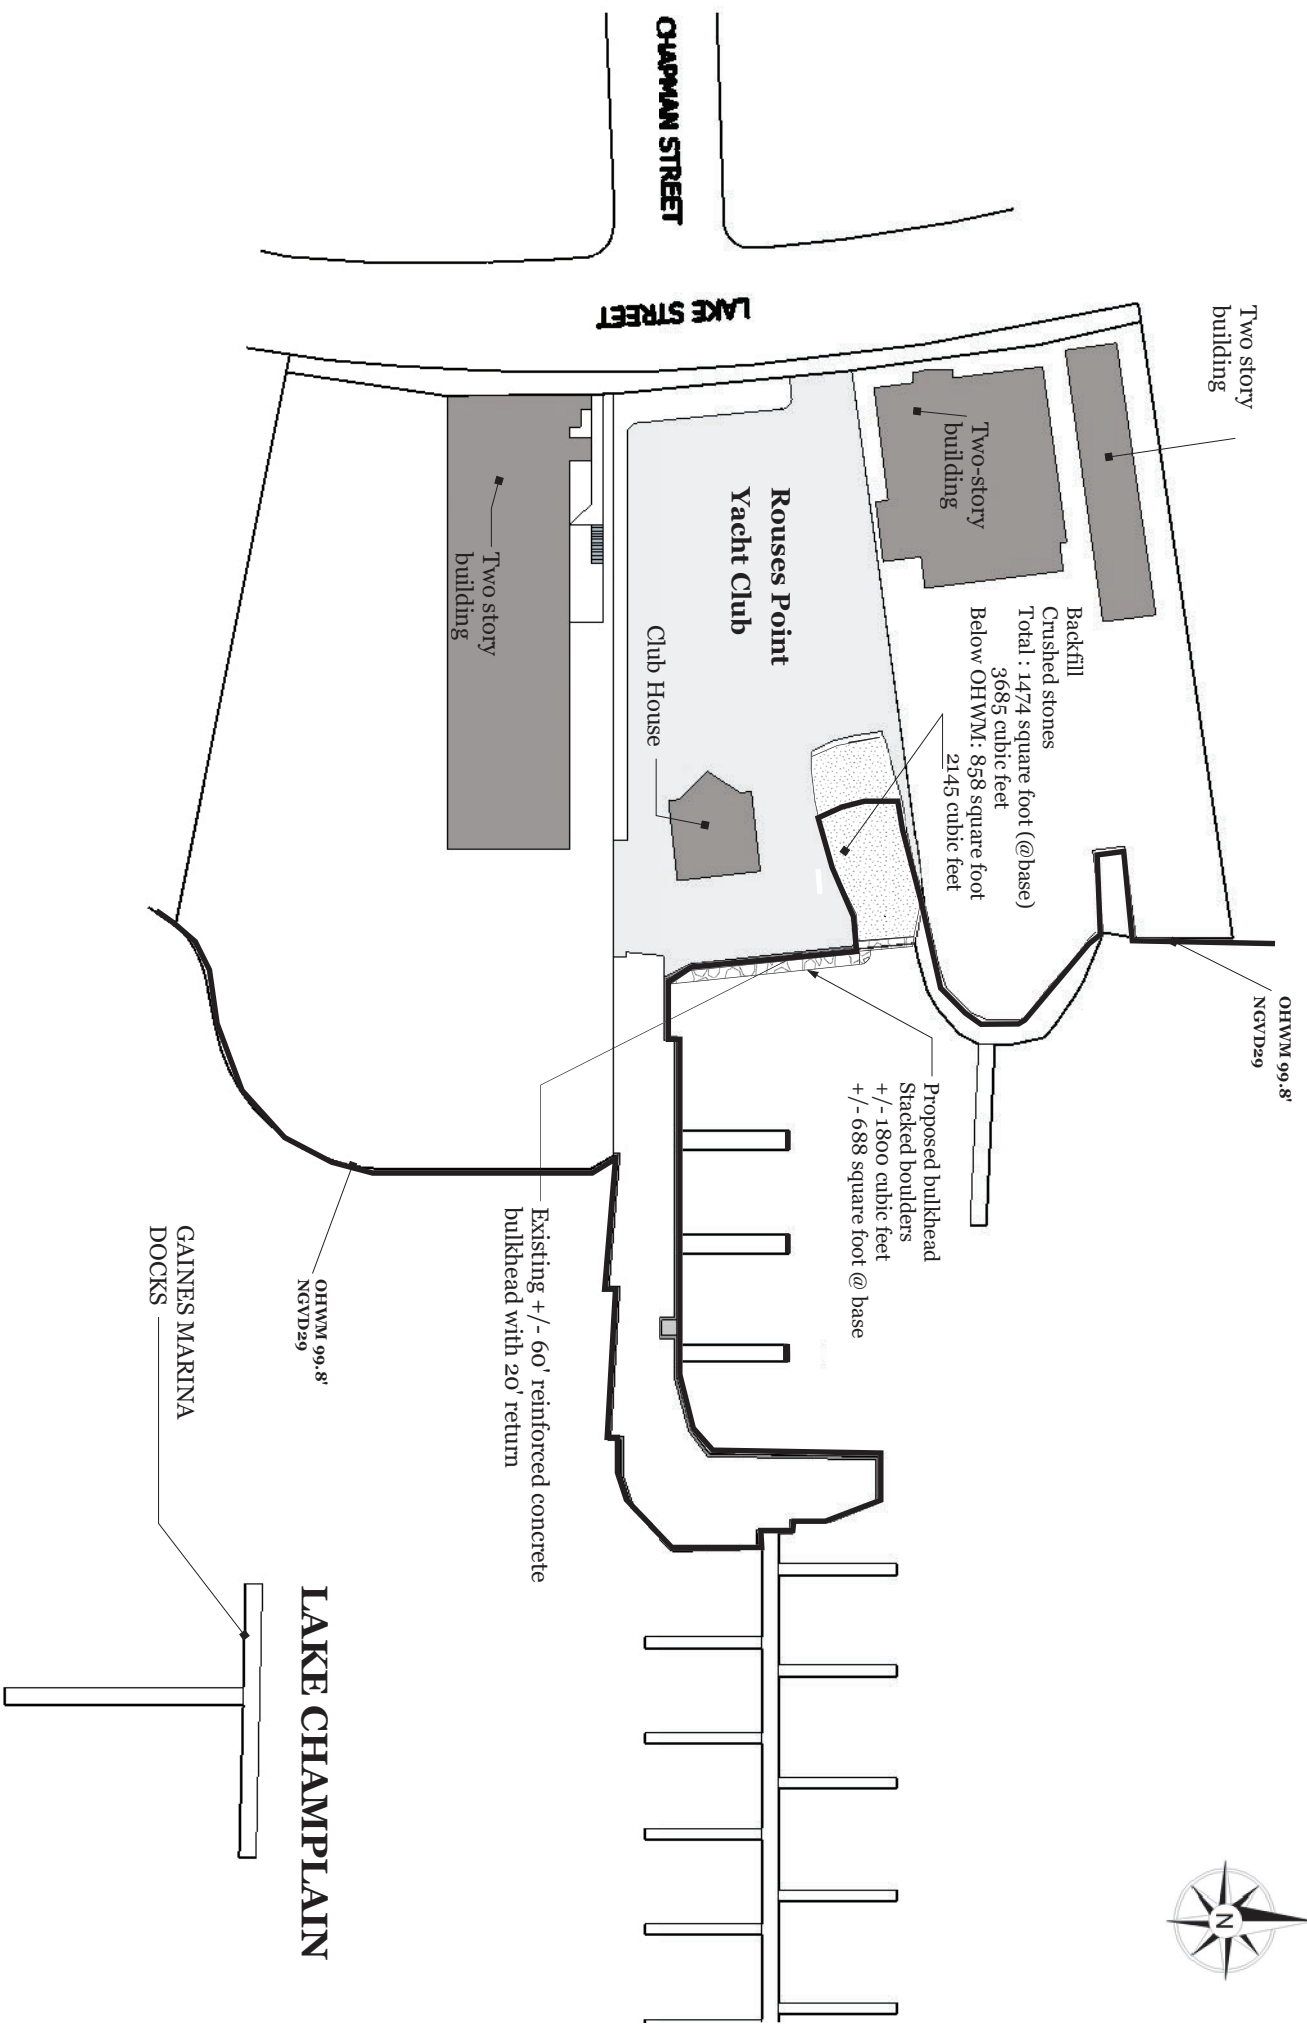 CHAPMAN STREET
LAKE STREET
Two story
building
Two-story
building
Two story
building
Rouses Point
Yacht Club
Club House
Backfill
Crushed stones
Total : 1474 square foot (@base)
3685 cubic feet
Below OHWM: 858 square foot
2145 cubic feet
OHWM 99.8'
NGVD29
Proposed bulkhead
Stacked boulders
+/- 1800 cubic feet
+/- 688 square foot @ base
Existing +/- 60' reinforced concrete
bulkhead with 20' return
OHWM 99.8'
NGVD29
GAINES MARINA
DOCKS
LAKE CHAMPLAIN
N